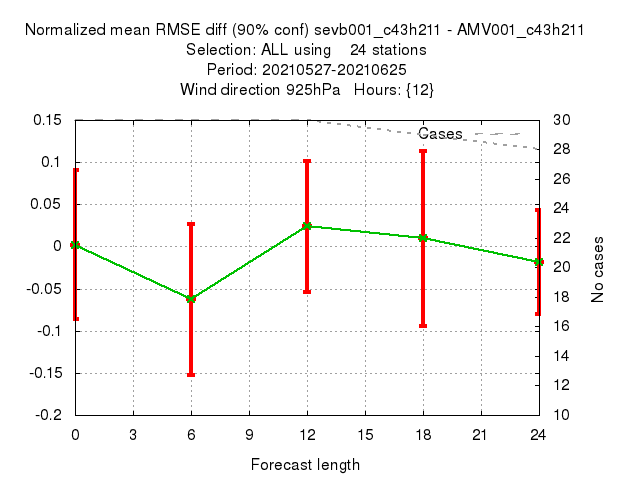 Normalized mean RMSE diff (90% conf) sevb001_c43h211 - AMV001_c43h211
Selection: ALL using 24 stations
Period: 20210527-20210625
Wind direction 925hPa Hours: {12}
0.15
0.1
0.05
0
-0.05
-0.1
-0.15
-0.2
Cases
30
28
26
24
22
20
18
16
14
12
10
No cases
0 3 6 9 12 15 18 21 24
Forecast length